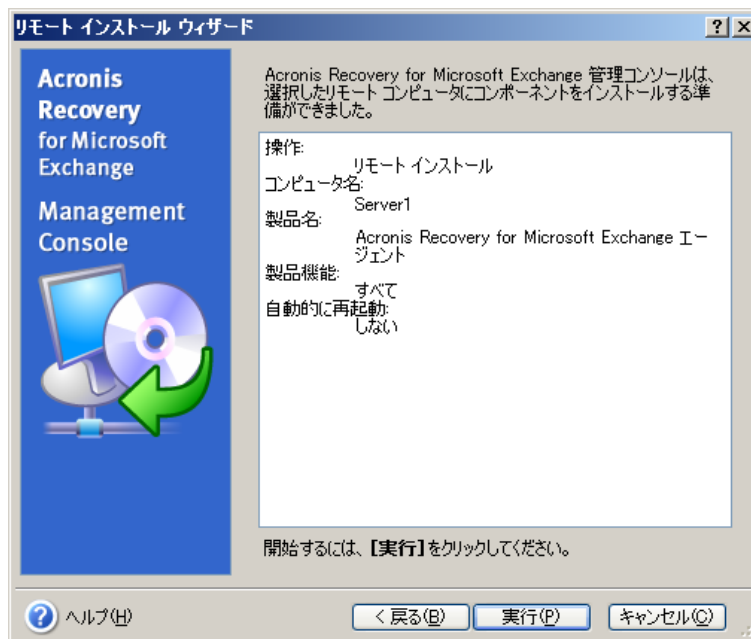 リモート インストール ウィザード
Acronis
Recovery
for Microsoft
Exchange
Management
Console
Acronis Recovery for Microsoft Exchange 管理コンソールは、
選択したリモート コンピュータにコンポーネントをインストールする準
備ができました。
操作:
リモート インストール
コンピュータ名:
Server1
製品名:
Acronis Recovery for Microsoft Exchange エー
ジェント
製品機能:
すべて
自動的に再起動:
しない
開始するには、[実行]をクリックしてください。
ヘルプ(H)
< 戻る(B)
実行(P)
キャンセル(C)